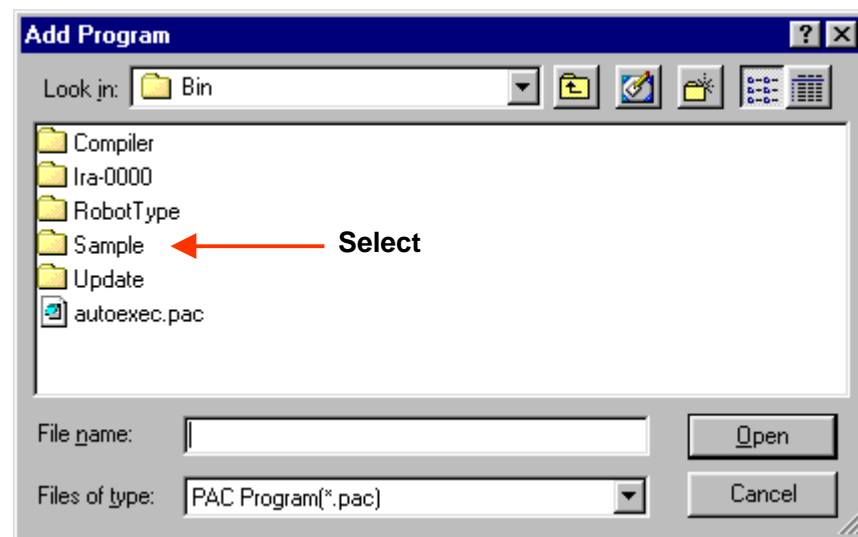 Add Program
Look in: Bin
Compiler
Ira-0000
RobotType
Sample
Select
Update
autoexec.pac
File name:
Open
Files of type: PAC Program(*.pac)
Cancel